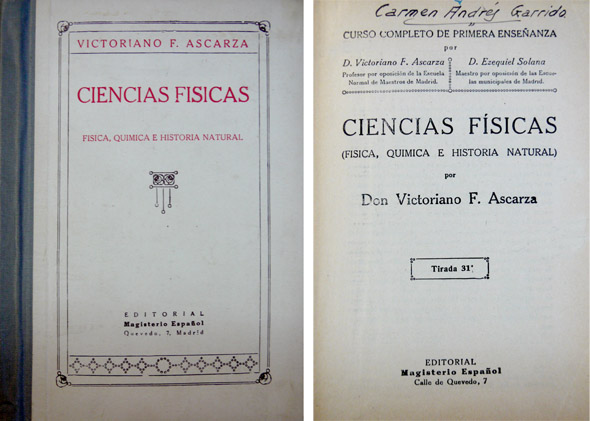 VICTORIANO F. ASCARZA
CIENCIAS FISICAS
FISICA, QUIMICA E HISTORIA NATURAL
EDITORIAL
Magisterio Español
Quevedo, 7, Madrid
Carmen Andrés Garrido
CURSO COMPLETO DE PRIMERA ENSEÑANZA
por
D. Victoriano F. Ascarza
Profesor por oposición de la Escuela
Normal de Maestros de Madrid.
D. Ezequiel Solana
Maestro por oposición de las Escue-
las municipales de Madrid.
CIENCIAS FÍSICAS
(FISICA, QUIMICA E HISTORIA NATURAL)
por
Don Victoriano F. Ascarza
Tirada 31ª
EDITORIAL
Magisterio Español
Calle de Quevedo, 7